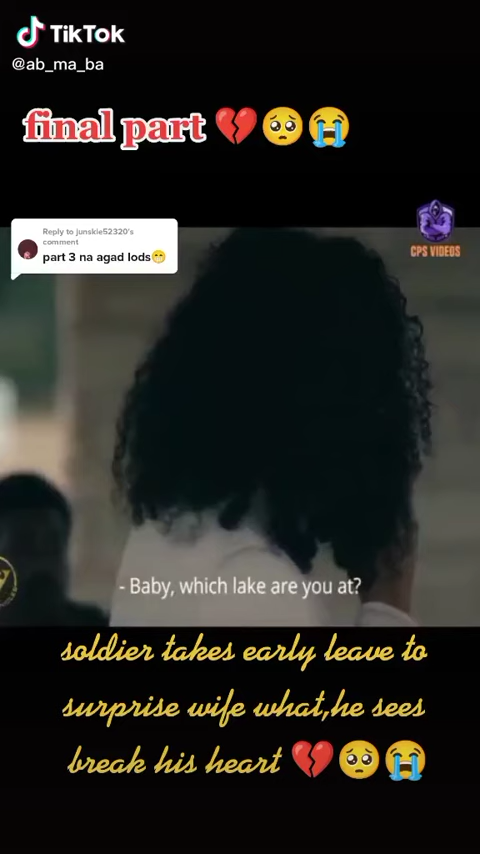 TikTok
@ab_ma_ba
final part 💔🥺😭
Reply to junskie52320's
comment
part 3 na agad lods😁
CPS VIDEOS
- Baby, which lake are you at?
soldier takes early leave to
surprise wife what,he sees
break his heart 💔🥺😭